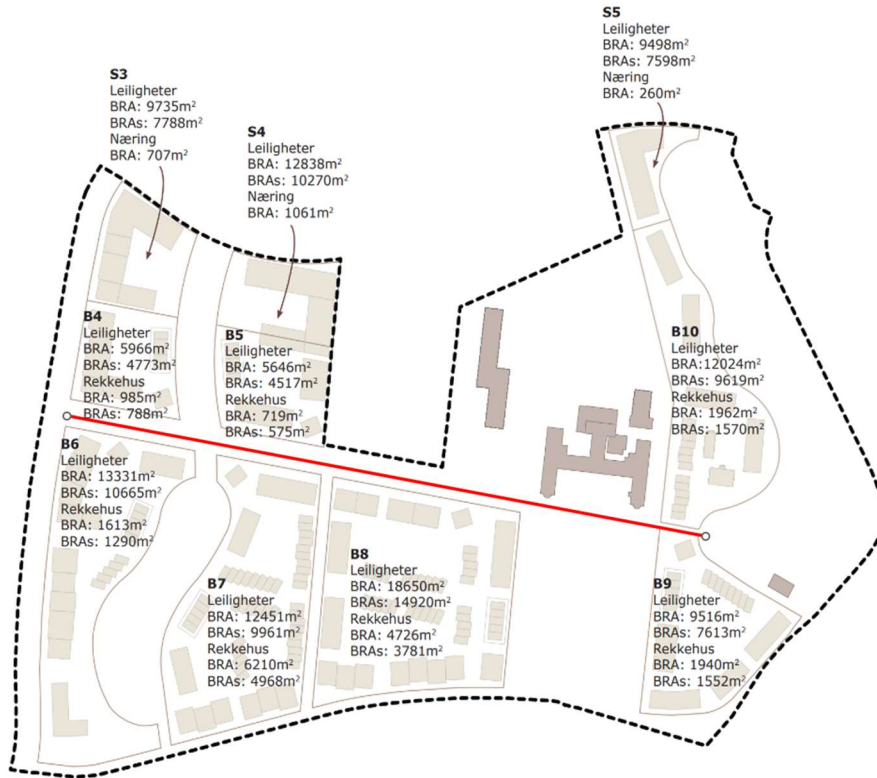 S5
Leiligheter
BRA: 9498m²
BRAs: 7598m²
Næring
BRA: 260m²
S3
Leiligheter
BRA: 9735m²
BRAs: 7788m²
Næring
BRA: 707m²
S4
Leiligheter
BRA: 12838m²
BRAs: 10270m²
Næring
BRA: 1061m²
B4
Leiligheter
BRA: 5966m²
BRAs: 4773m²
Rekkehus
BRA: 985m²
BRAs: 788m²
B5
Leiligheter
BRA: 5646m²
BRAs: 4517m²
Rekkehus
BRA: 719m²
BRAs: 575m²
B10
Leiligheter
BRA:12024m²
BRAs: 9619m²
Rekkehus
BRA: 1962m²
BRAs: 1570m²
B6
Leiligheter
BRA: 13331m²
BRAs: 10665m²
Rekkehus
BRA: 1613m²
BRAs: 1290m²
B7
Leiligheter
BRA: 12451m²
BRAs: 9961m²
Rekkehus
BRA: 6210m²
BRAs: 4968m²
B8
Leiligheter
BRA: 18650m²
BRAs: 14920m²
Rekkehus
BRA: 4726m²
BRAs: 3781m²
B9
Leiligheter
BRA: 9516m²
BRAs: 7613m²
Rekkehus
BRA: 1940m²
BRAs: 1552m²